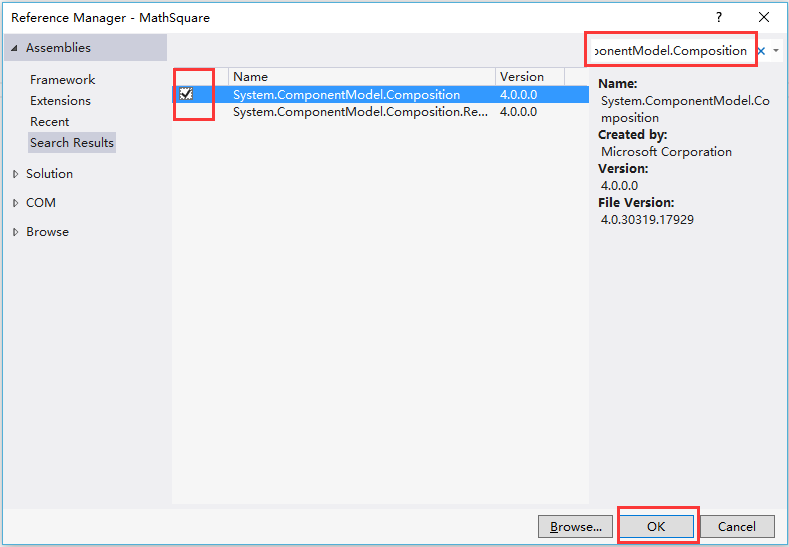 Reference Manager - MathSquare
?
Assemblies
Framework
Extensions
Recent
Search Results
Solution
COM
Browse
Name Version
System.ComponentModel.Composition 4.0.0.0
System.ComponentModel.Composition.Re... 4.0.0.0
onentModel.Composition
Name:
System.ComponentModel.Co
mposition
Created by:
Microsoft Corporation
Version:
4.0.0.0
File Version:
4.0.30319.17929
Browse... OK Cancel